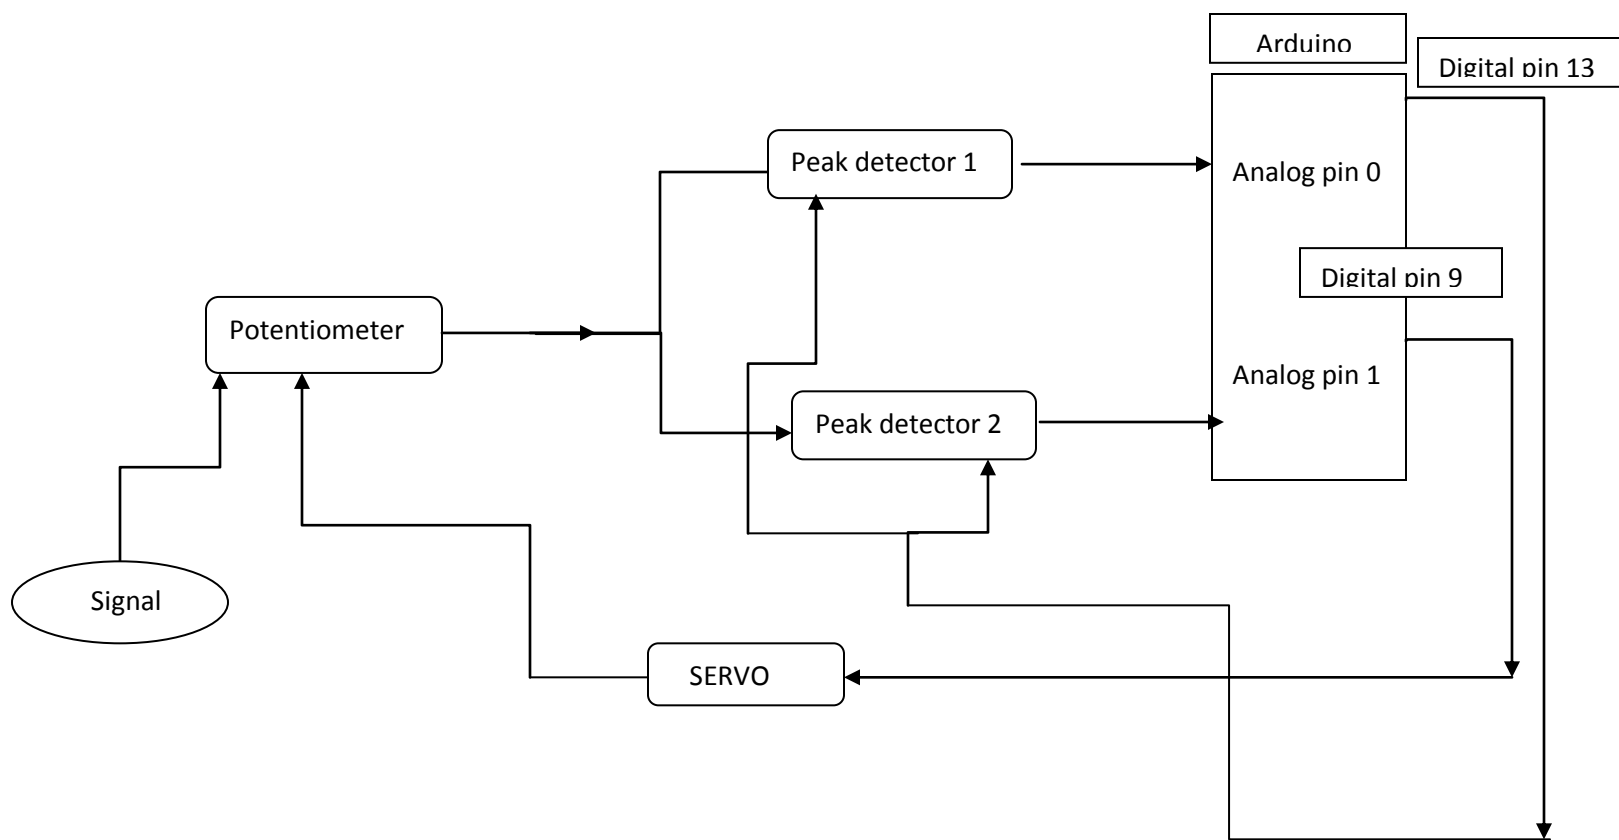 Arduino
Digital pin 13
Peak detector 1
Analog pin 0
Digital pin 9
Potentiometer
Analog pin 1
Peak detector 2
Signal
SERVO